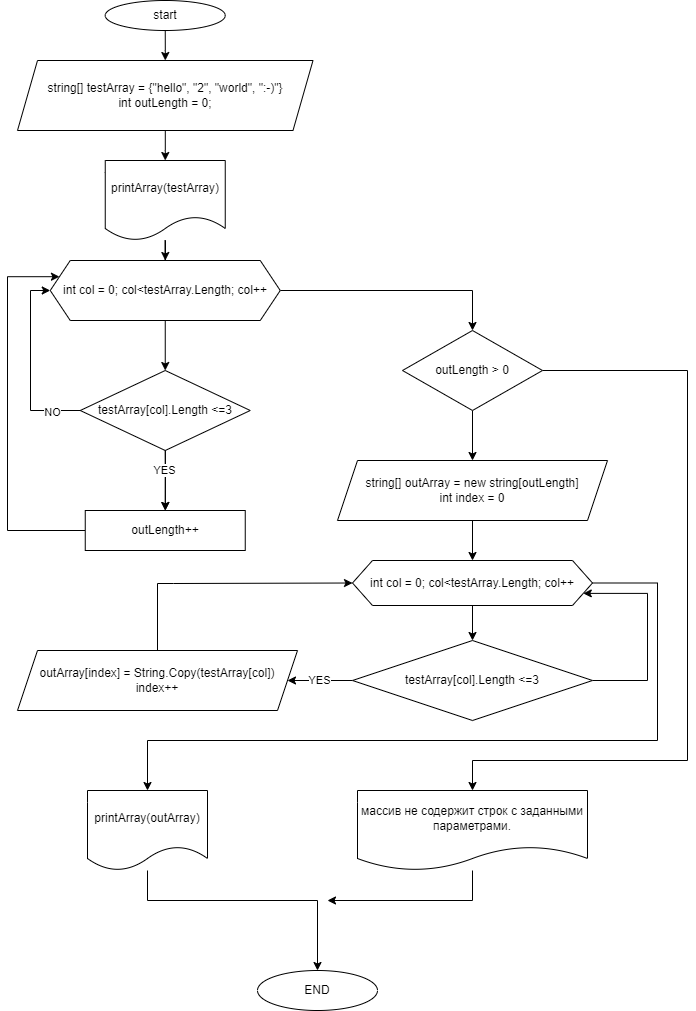 start
string[] testArray = {"hello", "2", "world", ":-)"}
int outLength = 0;
printArray(testArray)
int col = 0; col<testArray.Length; col++
testArray[col].Length <=3
NO
YES
outLength++
outLength > 0
string[] outArray = new string[outLength]
int index = 0
int col = 0; col<testArray.Length; col++
testArray[col].Length <=3
YES
outArray[index] = String.Copy(testArray[col])
index++
printArray(outArray)
массив не содержит строк с заданными
параметрами.
END